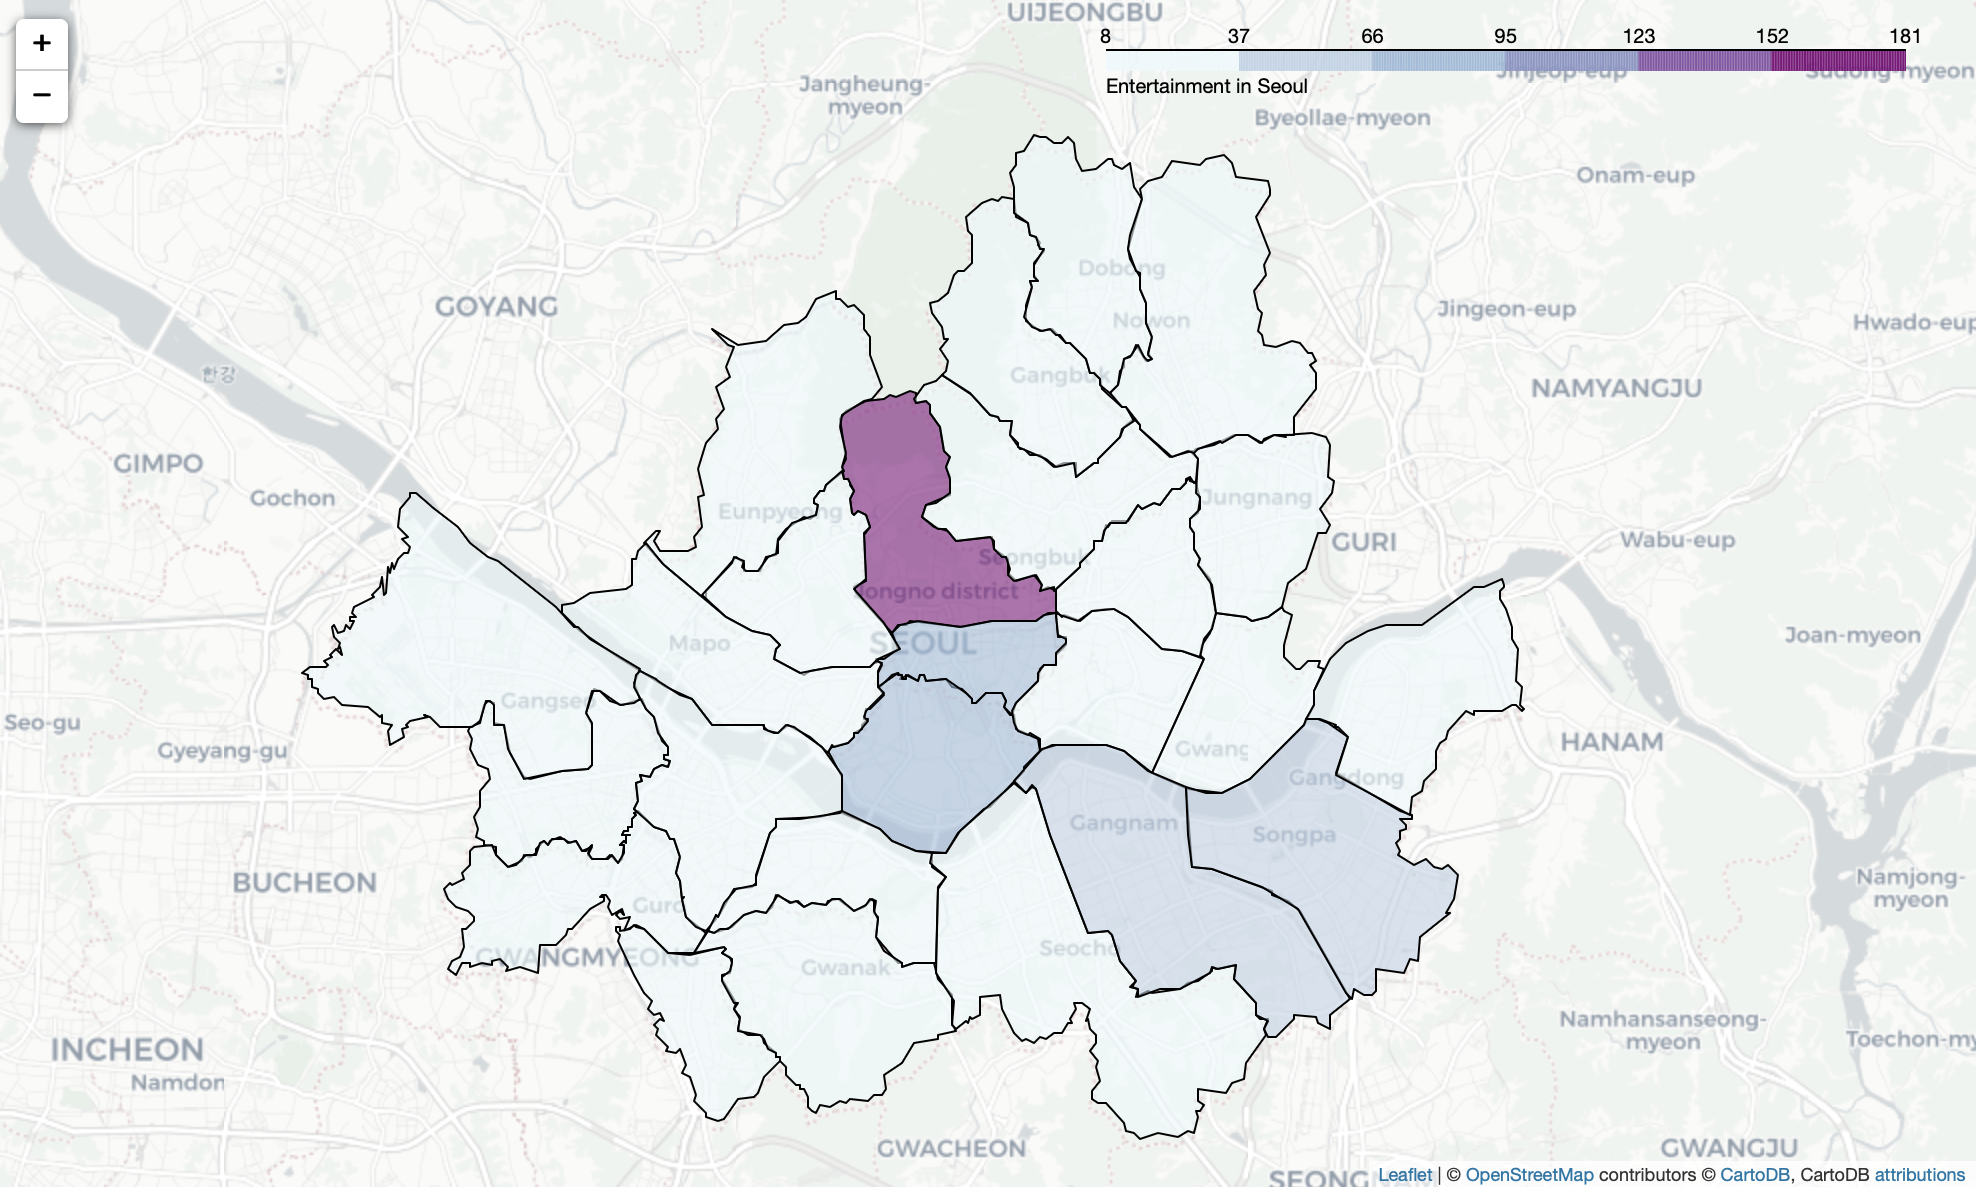 +
−
UIJEONGBU
8 37 66 95 123 152 181
Entertainment in Seoul
Jinjeop-eup
Sudong-myeon
Jangheung-
myeon
Byeollae-myeon
Onam-eup
Dobong
GOYANG
Jingeon-eup
Nowon
Hwado-eup
한강
Gangbuk
NAMYANGJU
GIMPO
Gochon
Jungnang
Eunpyeong
GURI
Wabu-eup
Seongbuk
ongno district
Joan-myeon
Mapo
SEOUL
Gangseo
Seo-gu
Gyeyang-gu
Gwang
HANAM
Gangdong
Gangnam
Songpa
BUCHEON
Namjong-
myeon
Guro
Seocho
GWANGMYEONG
Gwanak
Namhansanseong-
myeon
Toechon-my
INCHEON
Namdon
GWACHEON
GWANGJU
SEONGNAM
Leaflet | © OpenStreetMap contributors © CartoDB, CartoDB attributions